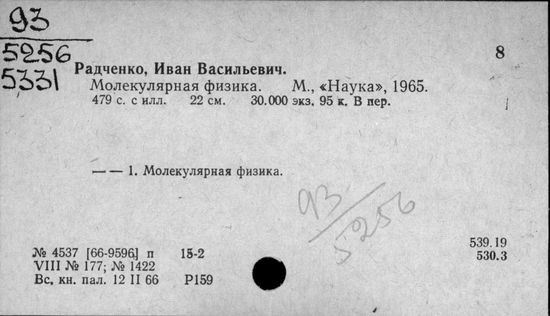 93
5256
5331
8
Радченко, Иван Васильевич.
Молекулярная физика. М., «Наука», 1965.
479 с. с илл. 22 см. 30.000 экз. 95 к. В пер.
— — 1. Молекулярная физика.
93
5256
539.19
№ 4537 [66-9596] п 15-2 530.3
VIII № 177; № 1422
Вс. кн. пал. 12 II 66 Р159